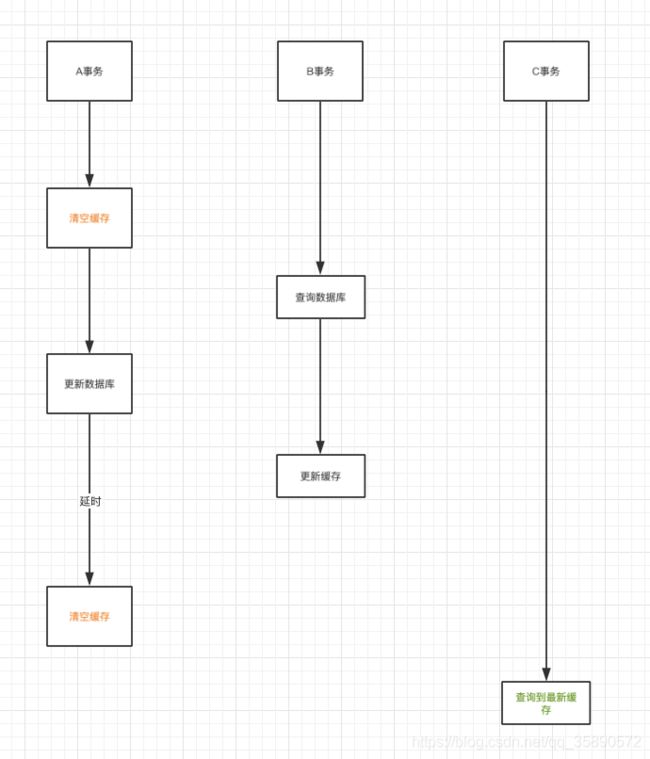 A事务
B事务
C事务
清空缓存
查询数据库
更新数据库
更新缓存
延时
清空缓存
查询到最新缓
存
https://blog.csdn.net/qq_35890572